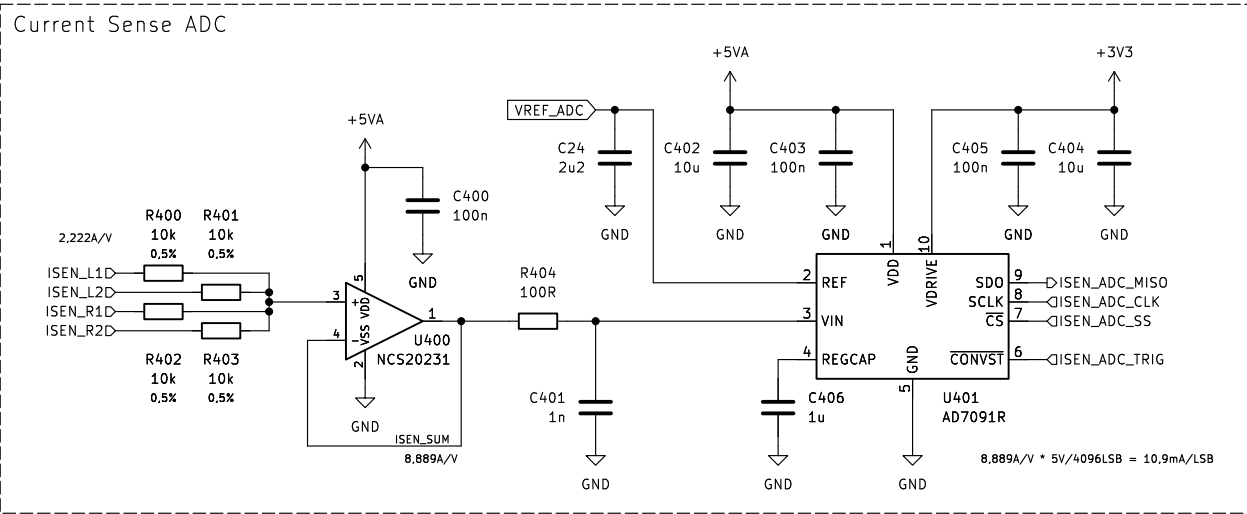 Current Sense ADC
+5VA
+3V3
VREF_ADC
C24
2u2
GND
C402
10u
GND
C403
100n
GND
C405
100n
GND
C404
10u
GND
+5VA
C400
100n
GND
2,222A/V
R400
10k
0,5%
R401
10k
0,5%
ISEN_L1
ISEN_L2
ISEN_R1
ISEN_R2
R402
10k
0,5%
R403
10k
0,5%
3
+
4
-
5
VDD
VSS
2
1
U400
NCS20231
GND
ISEN_SUM
8,889A/V
R404
100R
C401
1n
GND
1
VDD
10
VDRIVE
2 REF
3 VIN
4 REGCAP
GND
5
SDO 9 ISEN_ADC_MISO
SCLK 8 ISEN_ADC_CLK
CS 7 ISEN_ADC_SS
CONVST 6 ISEN_ADC_TRIG
C406
1u
GND
GND
U401
AD7091R
8,889A/V * 5V/4096LSB = 10,9mA/LSB